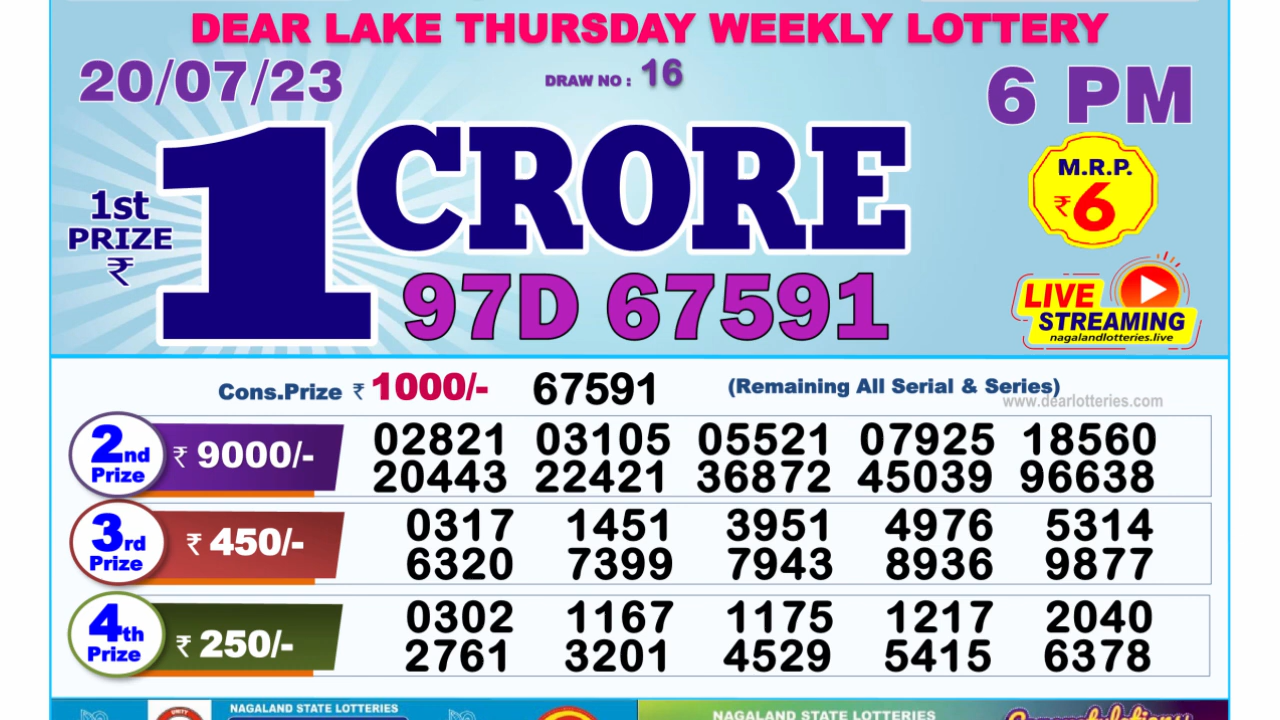 DEAR LAKE THURSDAY WEEKLY LOTTERY
20/07/23
DRAW NO : 16
6 PM
1st
PRIZE
₹
1 CRORE
97D 67591
M.R.P.
₹6
LIVE
STREAMING
nagalandlotteries.live
Cons.Prize ₹ 1000/- 67591 (Remaining All Serial & Series)
www.dearlotteries.com
2nd
Prize
₹ 9000/-
02821 03105 05521 07925 18560
20443 22421 36872 45039 96638
3rd
Prize
₹ 450/-
0317 1451 3951 4976 5314
6320 7399 7943 8936 9877
4th
Prize
₹ 250/-
0302 1167 1175 1217 2040
2761 3201 4529 5415 6378
NAGALAND STATE LOTTERIES
UNITY
NAGALAND STATE LOTTERIES